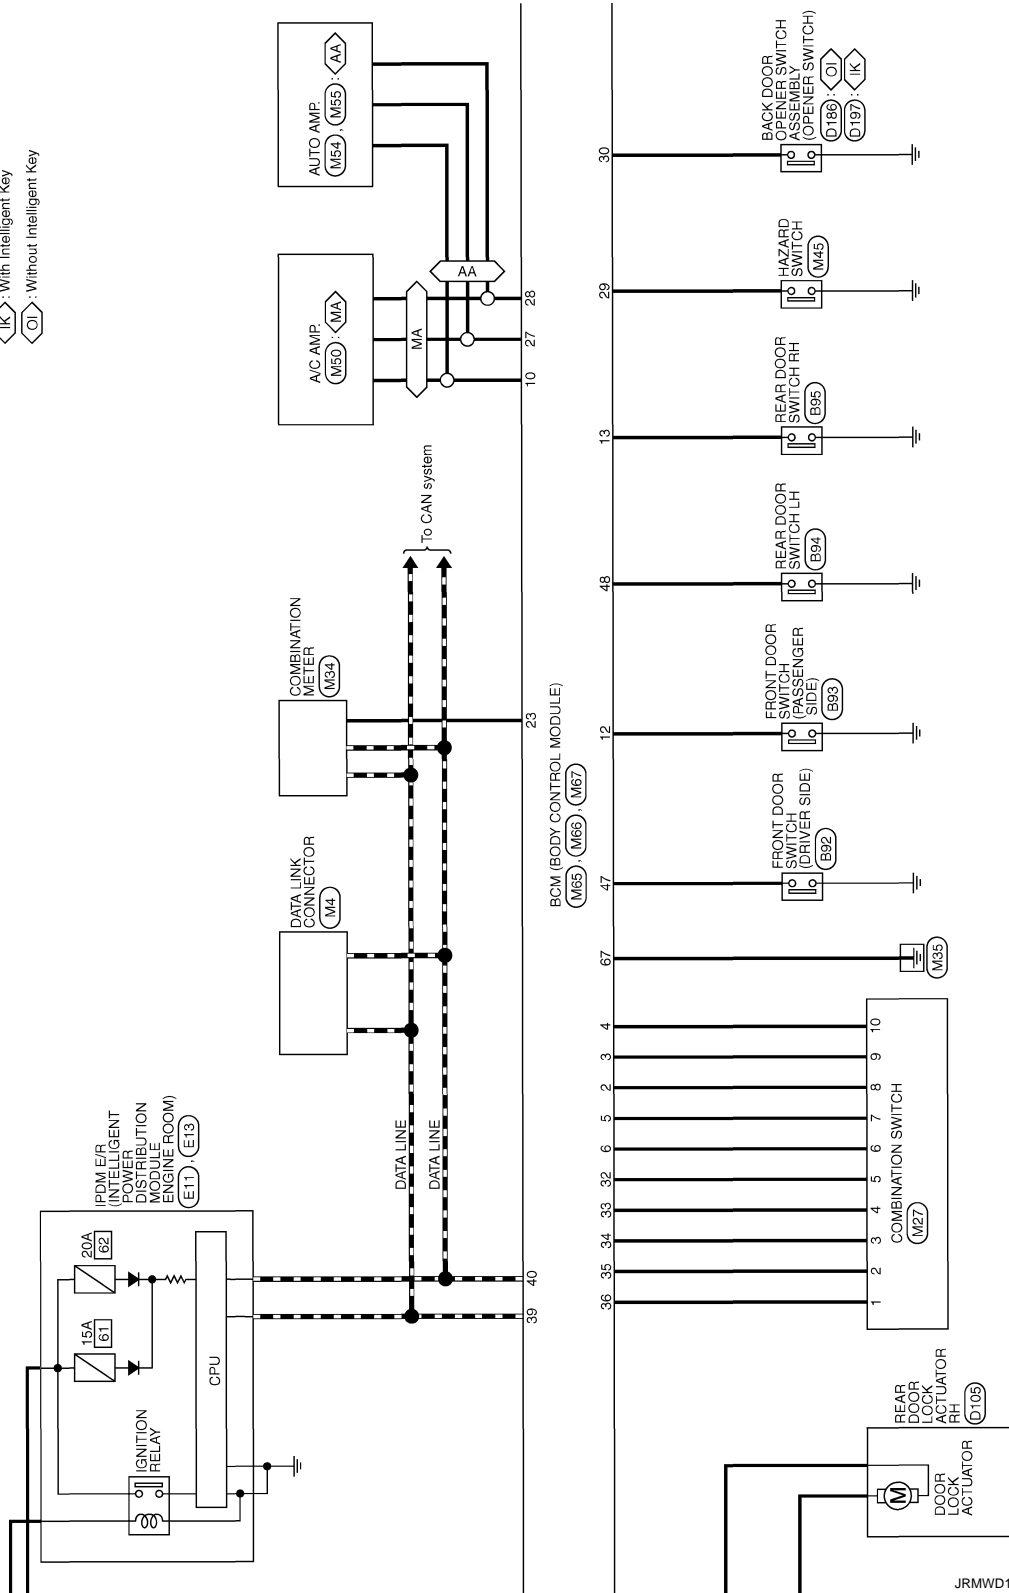 IK : With Intelligent Key
OI : Without Intelligent Key
AUTO AMP.
M54 , M55 : AA
A/C AMP.
M50 : MA
AA
MA
28
27
10
To CAN system
COMBINATION
METER
M34
23
DATA LINK
CONNECTOR
M4
DATA LINE
DATA LINE
IPDM E/R
(INTELLIGENT
POWER
DISTRIBUTION
MODULE
ENGINE ROOM)
E11 , E13
20A
62
15A
61
CPU
IGNITION
RELAY
40
39
BCM (BODY CONTROL MODULE)
M65 , M66 , M67
30
BACK DOOR
OPENER SWITCH
ASSEMBLY
(OPENER SWITCH)
D186 : OI
D197 : IK
29
HAZARD
SWITCH
M45
13
REAR DOOR
SWITCH RH
B95
48
REAR DOOR
SWITCH LH
B94
12
FRONT DOOR
SWITCH
(PASSENGER
SIDE)
B93
47
FRONT DOOR
SWITCH
(DRIVER SIDE)
B92
67
M35
4
3
2
5
6
32
33
34
35
36
10
9
8
7
6
5
4
3
2
1
COMBINATION SWITCH
M27
REAR
DOOR
LOCK
ACTUATOR
RH
D105
M
DOOR
LOCK
ACTUATOR
JRMWD1